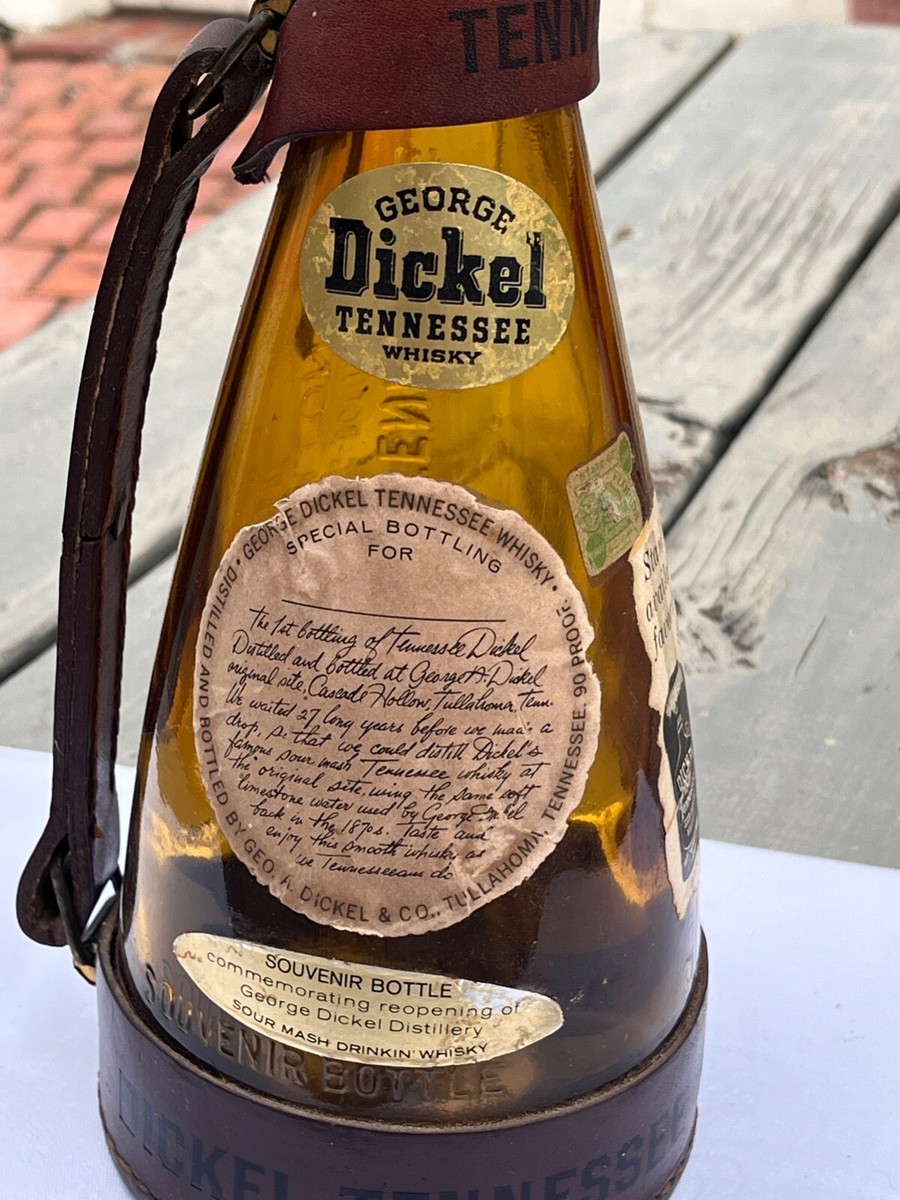 TENN
GEORGE
Dickel
TENNESSEE
WHISKY
• GEORGE DICKEL TENNESSEE WHISKY •
DISTILLED AND BOTTLED BY GEO. A. DICKEL & CO., TULLAHOMA, TENNESSEE. 90 PROOF.
SPECIAL BOTTLING
FOR
The 1st bottling of Tennessee Dickel
Distilled and bottled at George A. Dickel
original site, Cascade Hollow, Tullahoma, Tenn.
We waited 27 long years before we a
drop, so that we could distill Dickel's
famous sour mash Tennessee whisky at
the original site, using the same soft
limestone water used by George
back in the 1870s. Taste and
enjoy this smooth whisky as
we Tennesseeans do
SOUVENIR BOTTLE
commemorating reopening of
George Dickel Distillery
SOUR MASH DRINKIN' WHISKY
SOUVENIR BOTTLE
DICKEL TENNESSEE